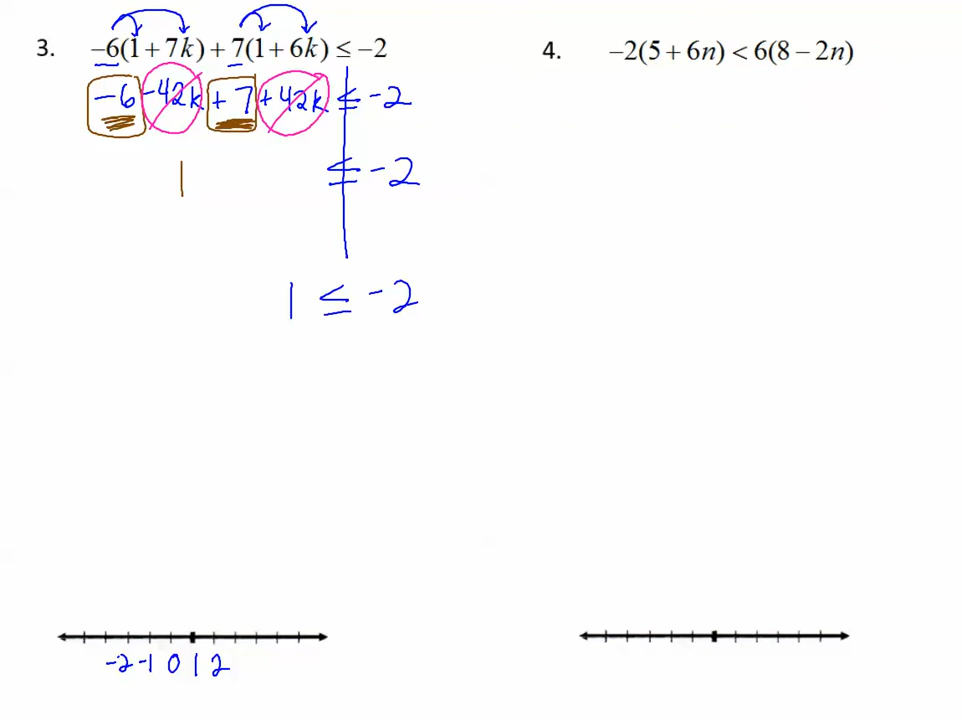 3. −6(1 + 7k) + 7(1 + 6k) ≤ −2
−6 −42k + 7 + 42k ≤ −2
1 ≤ −2
1 ≤ −2
-2 -1 0 1 2
4. −2(5 + 6n) < 6(8 − 2n)